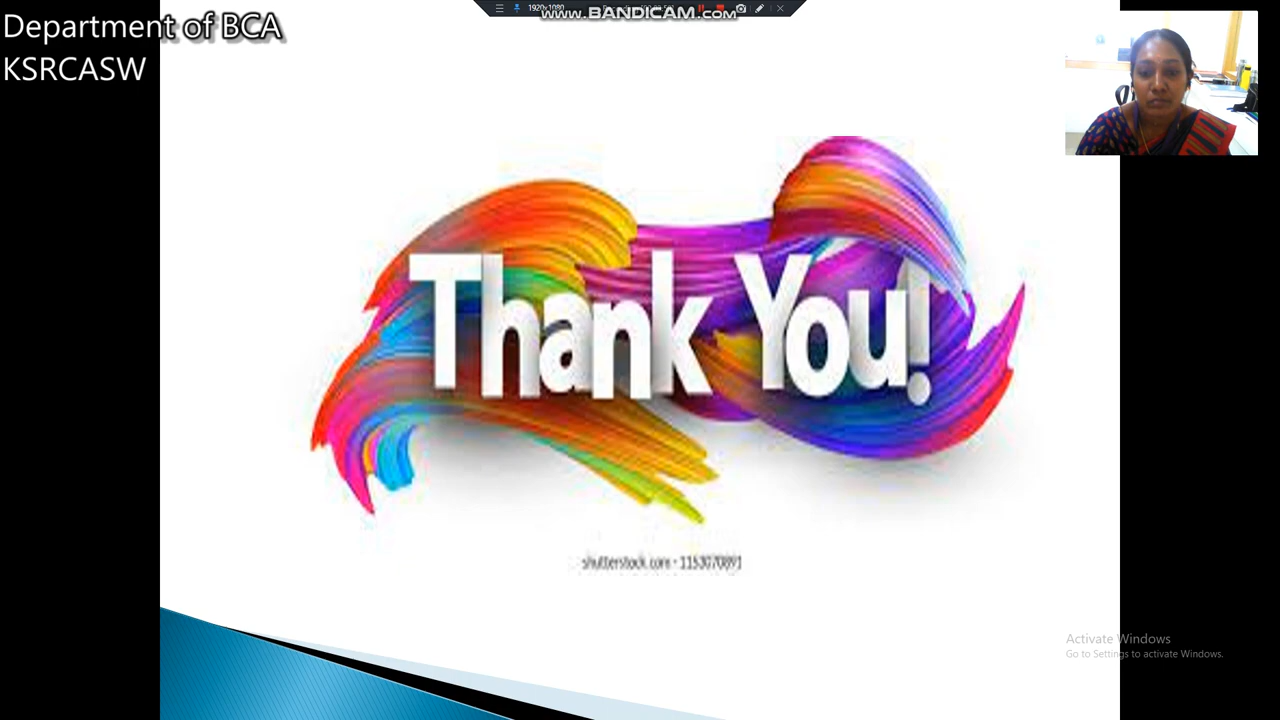 Department of BCA
KSRCASW
1920x1080
www.BANDICAM.com
Thank You!
shutterstock.com · 1153070891
Activate Windows
Go to Settings to activate Windows.